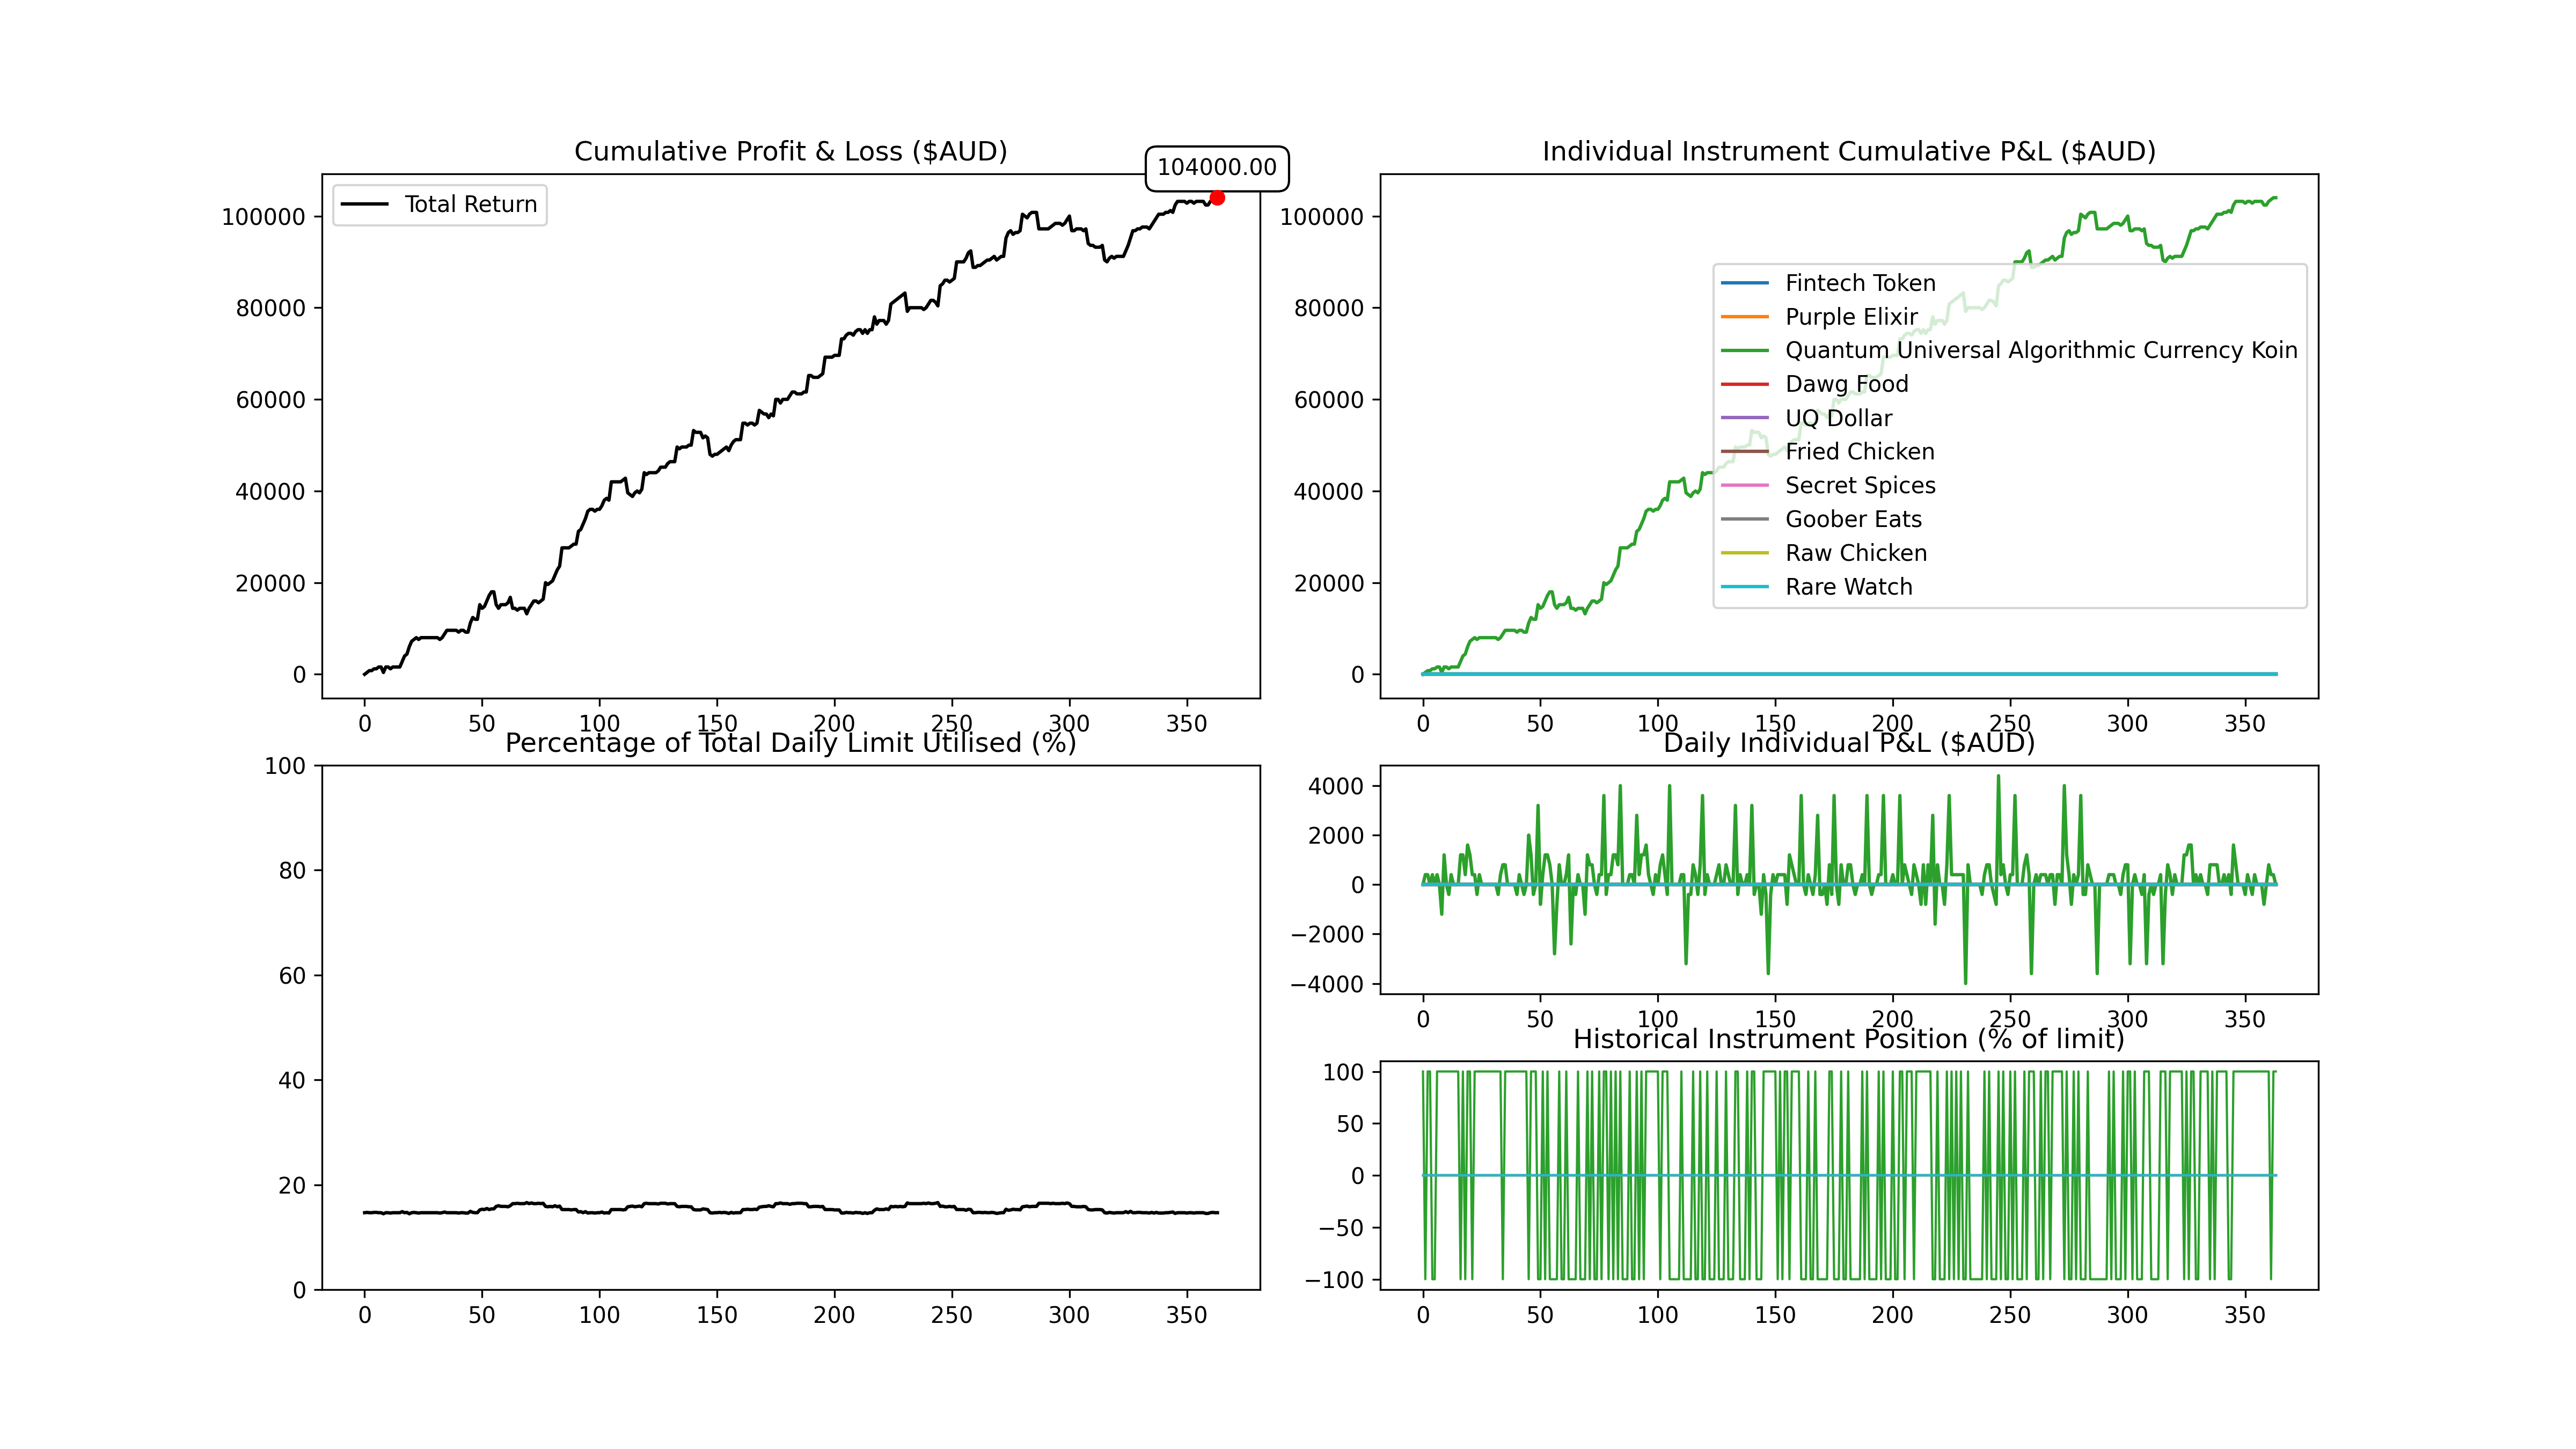 Cumulative Profit & Loss ($AUD)
104000.00
Total Return
100000
80000
60000
40000
20000
0
0 50 100 150 200 250 300 350
Individual Instrument Cumulative P&L ($AUD)
100000
80000
60000
40000
20000
0
Fintech Token
Purple Elixir
Quantum Universal Algorithmic Currency Koin
Dawg Food
UQ Dollar
Fried Chicken
Secret Spices
Goober Eats
Raw Chicken
Rare Watch
0 50 100 150 200 250 300 350
Percentage of Total Daily Limit Utilised (%)
100
80
60
40
20
0
0 50 100 150 200 250 300 350
Daily Individual P&L ($AUD)
4000
2000
0
−2000
−4000
0 50 100 150 200 250 300 350
Historical Instrument Position (% of limit)
100
50
0
−50
−100
0 50 100 150 200 250 300 350